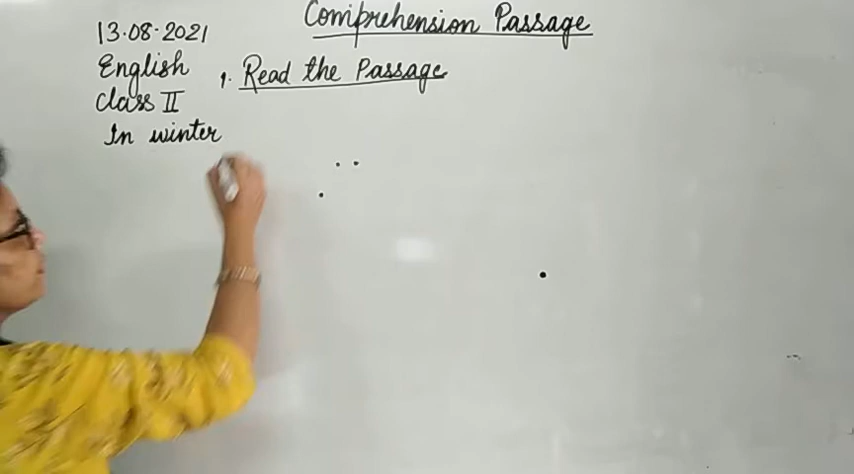 Comprehension Passage
13.08.2021
English
Class II
1. Read the Passage
In winter